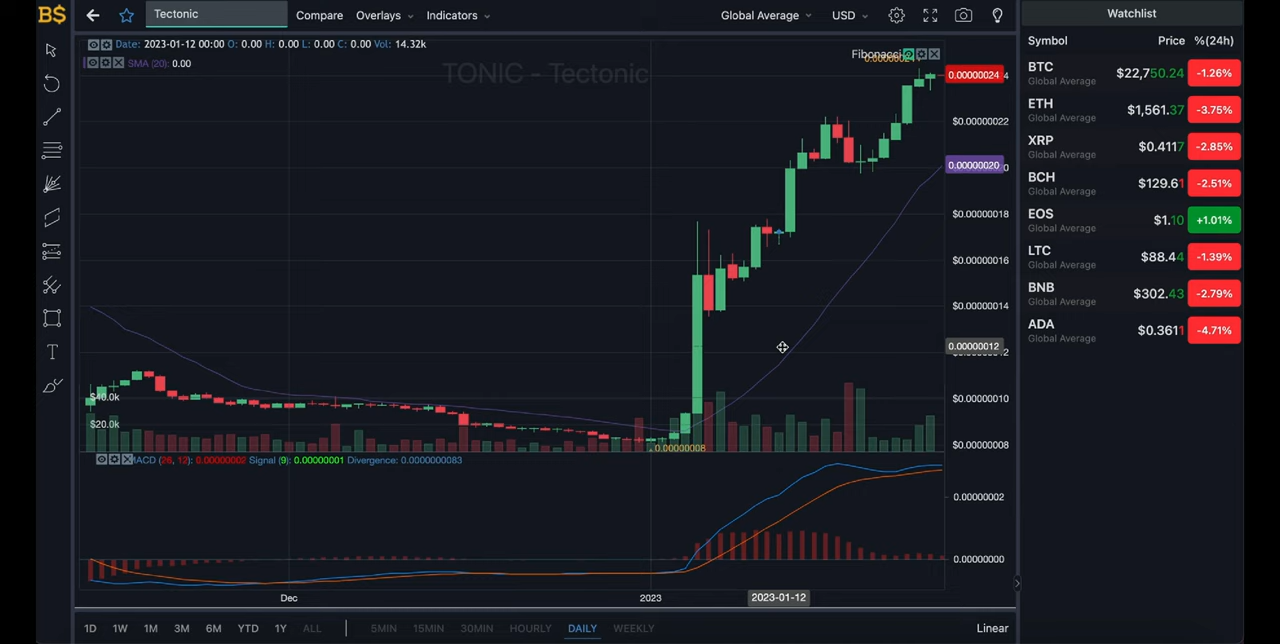 B$
Tectonic
Compare
Overlays
Indicators
Global Average
USD
Date: 2023-01-12 00:00 O: 0.00 H: 0.00 L: 0.00 C: 0.00 Vol: 14.32k
SMA (20): 0.00
TONIC - Tectonic
Fibonacci
0.00000024
0.00000024
$0.00000022
0.00000020
$0.00000018
$0.00000016
$0.00000014
0.00000012
$0.00000010
$0.00000008
$40.0k
$20.0k
0.00000008
MACD (26, 12): 0.00000002 Signal (9): 0.00000001 Divergence: 0.0000000083
0.00000002
0.00000000
Dec
2023
2023-01-12
1D 1W 1M 3M 6M YTD 1Y ALL 5MIN 15MIN 30MIN HOURLY DAILY WEEKLY
Linear
Watchlist
Symbol Price %(24h)
BTC $22,750.24 -1.26%
Global Average
ETH $1,561.37 -3.75%
Global Average
XRP $0.4117 -2.85%
Global Average
BCH $129.61 -2.51%
Global Average
EOS $1.10 +1.01%
Global Average
LTC $88.44 -1.39%
Global Average
BNB $302.43 -2.79%
Global Average
ADA $0.3611 -4.71%
Global Average
T